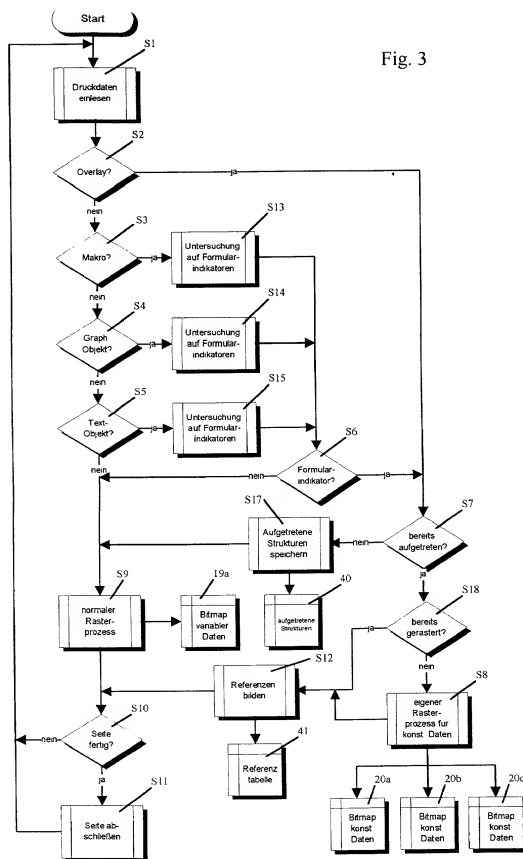 Start
Fig. 3
S1
Druckdaten
einlesen
S2
Overlay?
ja
nein
S3
Makro?
ja
S13
Untersuchung
auf Formular-
indikatoren
nein
S4
Graph
Objekt?
ja
S14
Untersuchung
auf Formular-
indikatoren
nein
S5
Text-
Objekt?
ja
S15
Untersuchung
auf Formular-
indikatoren
nein
S6
Formular-
indikator?
nein
ja
S7
bereits
aufgetreten?
nein
ja
S17
Aufgetretene
Strukturen
speichern
40
aufgetretene
Strukturen
S9
normaler
Raster-
prozess
19a
Bitmap
variabler
Daten
S18
bereits
gerastert?
ja
nein
S12
Referenzen
bilden
S8
eigener
Raster-
prozess für
konst Daten
41
Referenz
tabelle
S10
Seite
fertig?
nein
ja
S11
Seite ab-
schließen
20a
Bitmap
konst
Daten
20b
Bitmap
konst
Daten
20c
Bitmap
konst
Daten